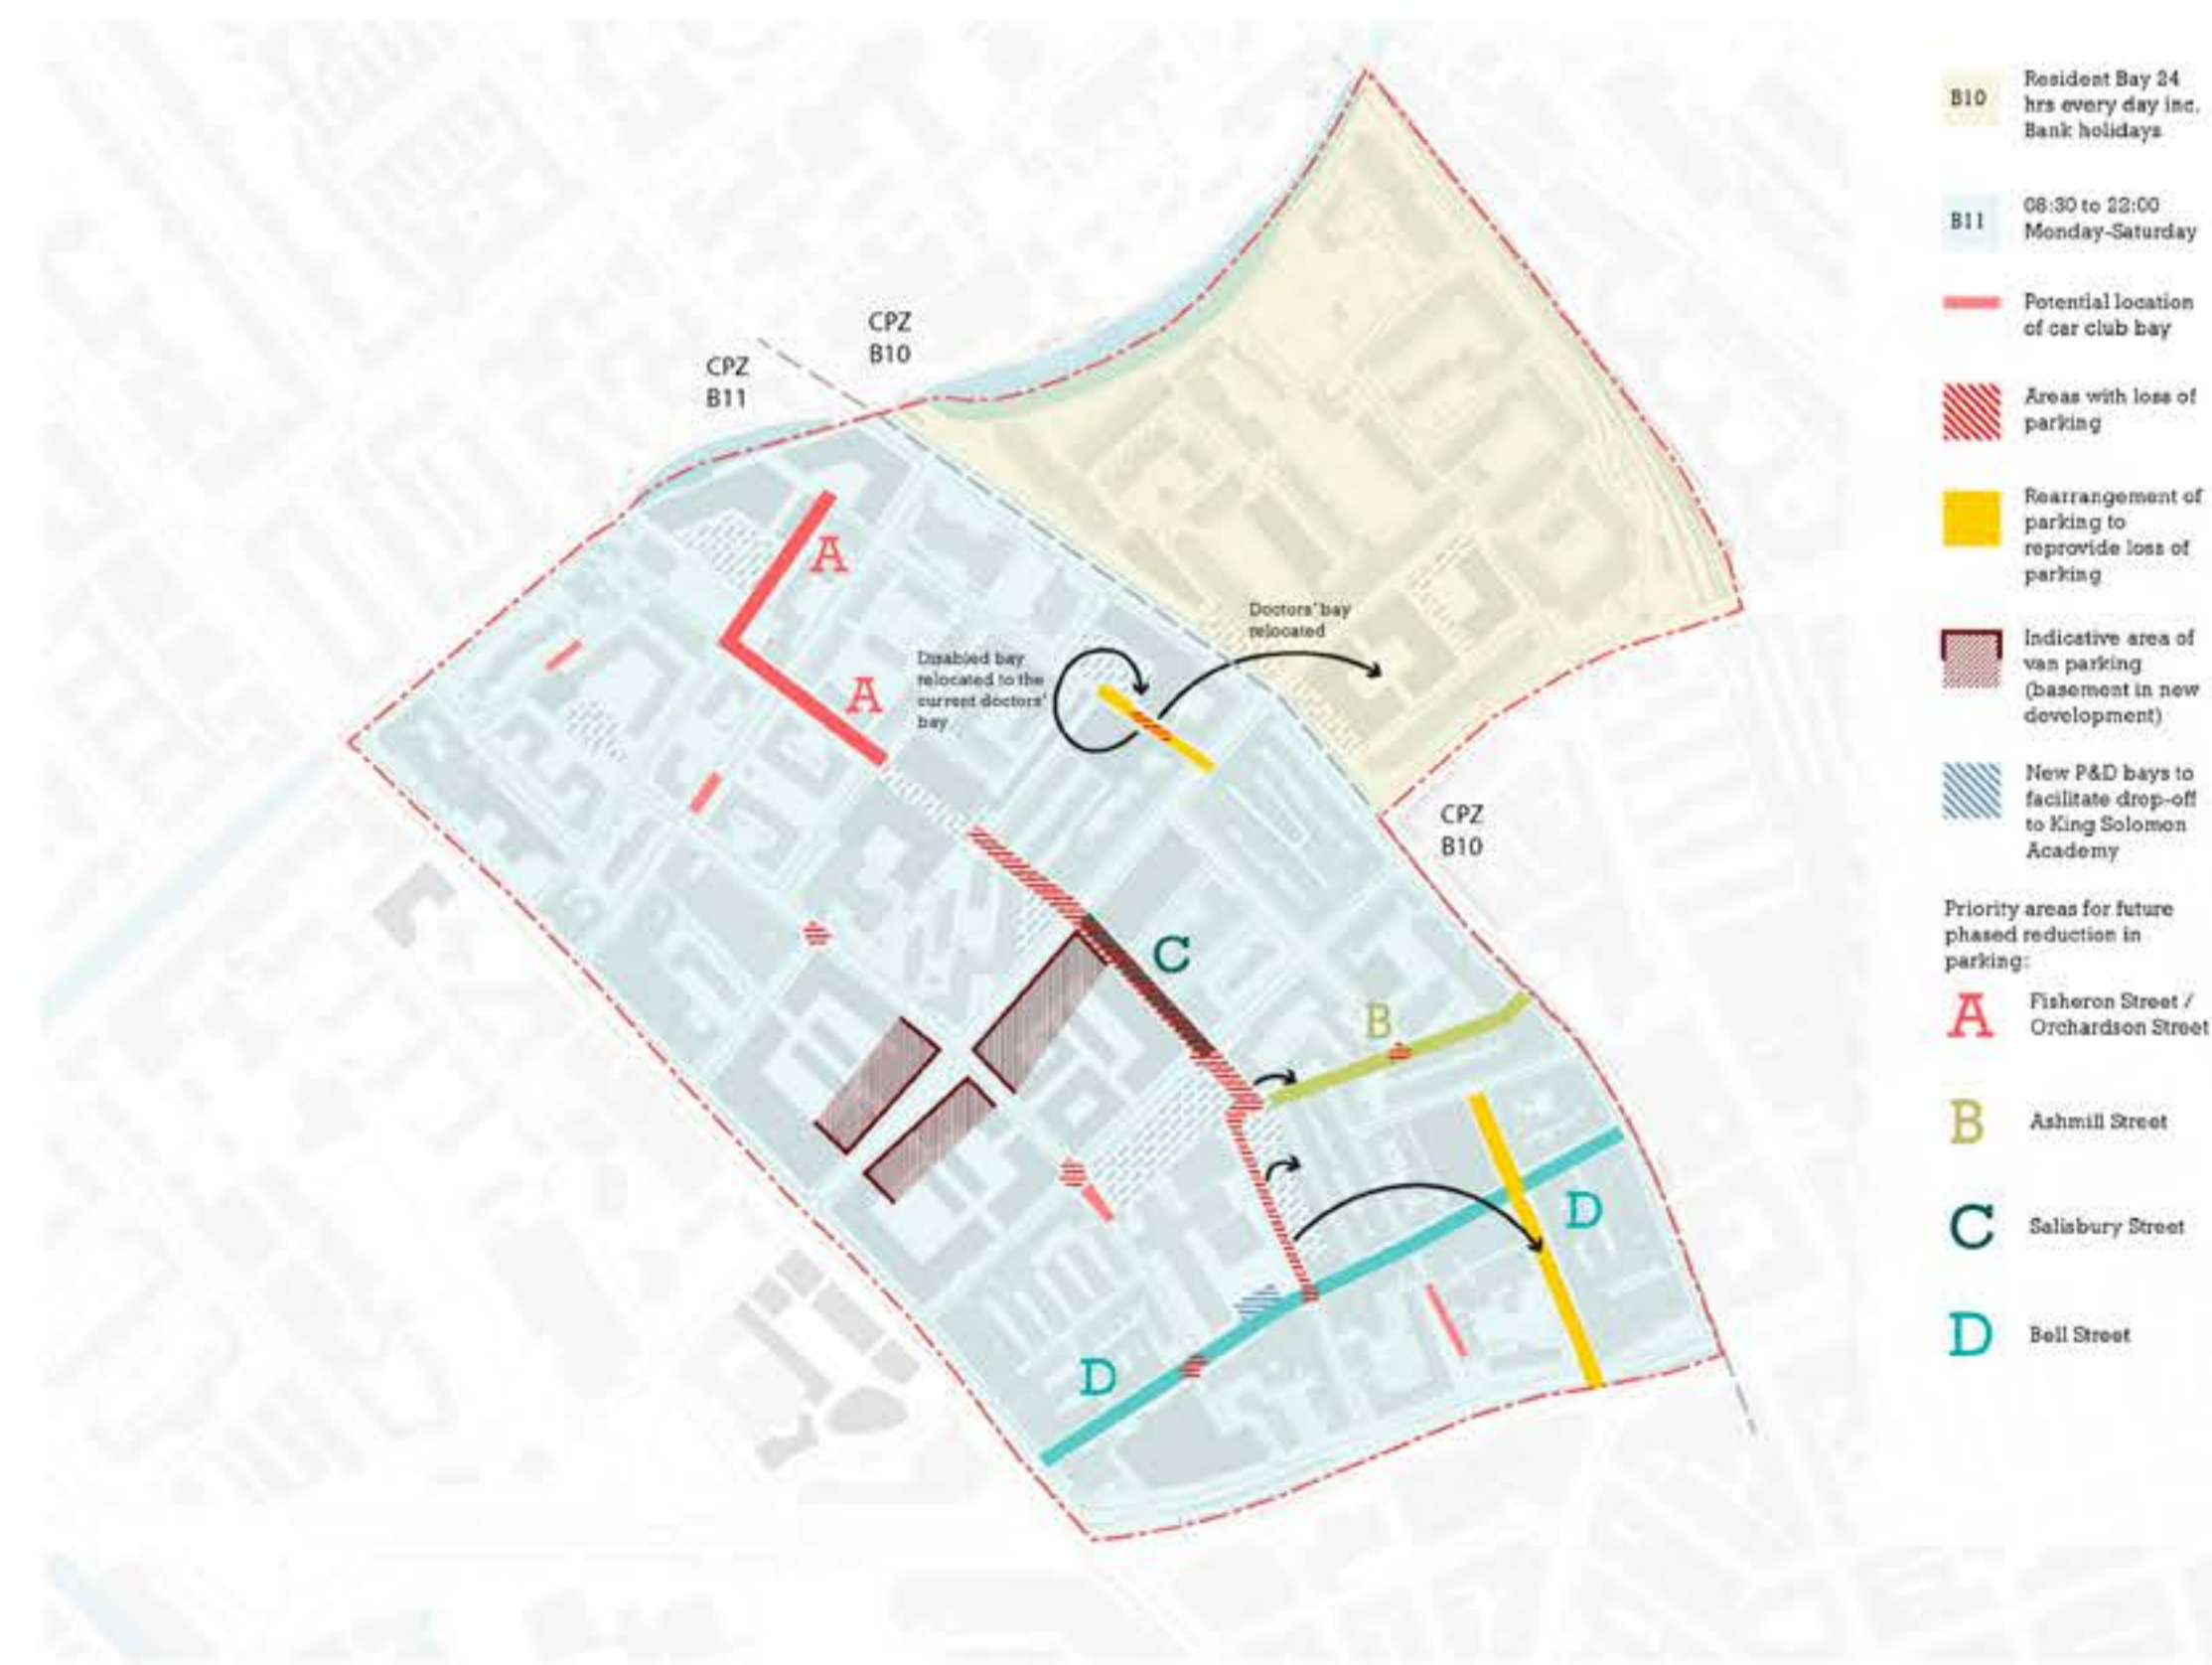 CPZ
B10
CPZ
B11
A
A
Disabled bay
relocated to the
current doctors'
bay
Doctors' bay
relocated
CPZ
B10
C
B
D
D
B10
Resident Bay 24
hrs every day inc.
Bank holidays
B11
08:30 to 22:00
Monday-Saturday
Potential location
of car club bay
Areas with loss of
parking
Rearrangement of
parking to
reprovide loss of
parking
Indicative area of
van parking
(basement in new
development)
New P&D bays to
facilitate drop-off
to King Solomon
Academy
Priority areas for future
phased reduction in
parking:
A
Fisheron Street /
Orchardson Street
B
Ashmill Street
C
Salisbury Street
D
Bell Street